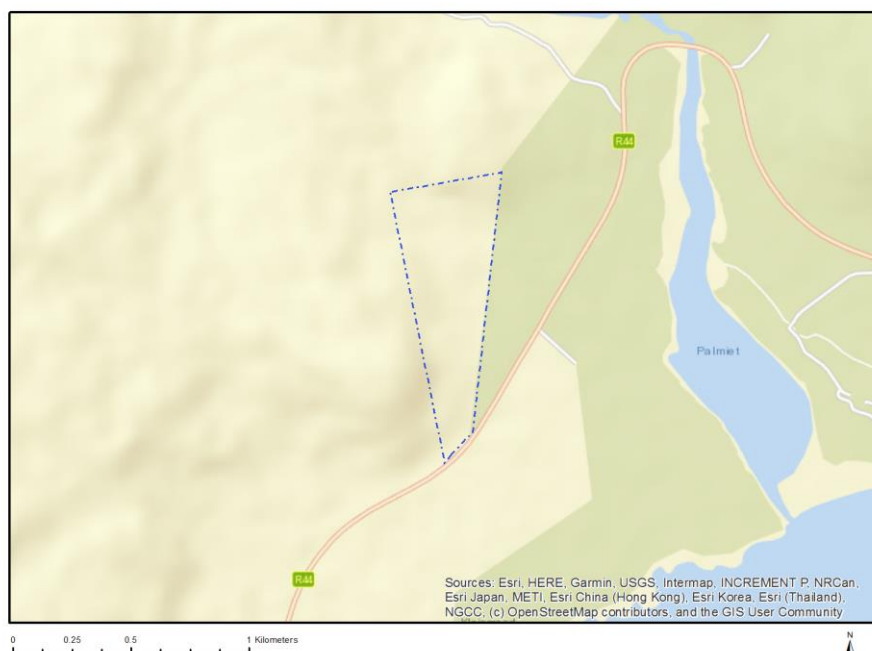 R44
Palmiet
R44
Sources: Esri, HERE, Garmin, USGS, Intermap, INCREMENT P, NRCan,
Esri Japan, METI, Esri China (Hong Kong), Esri Korea, Esri (Thailand),
NGCC, (c) OpenStreetMap contributors, and the GIS User Community
0 0.25 0.5 1 Kilometers
N